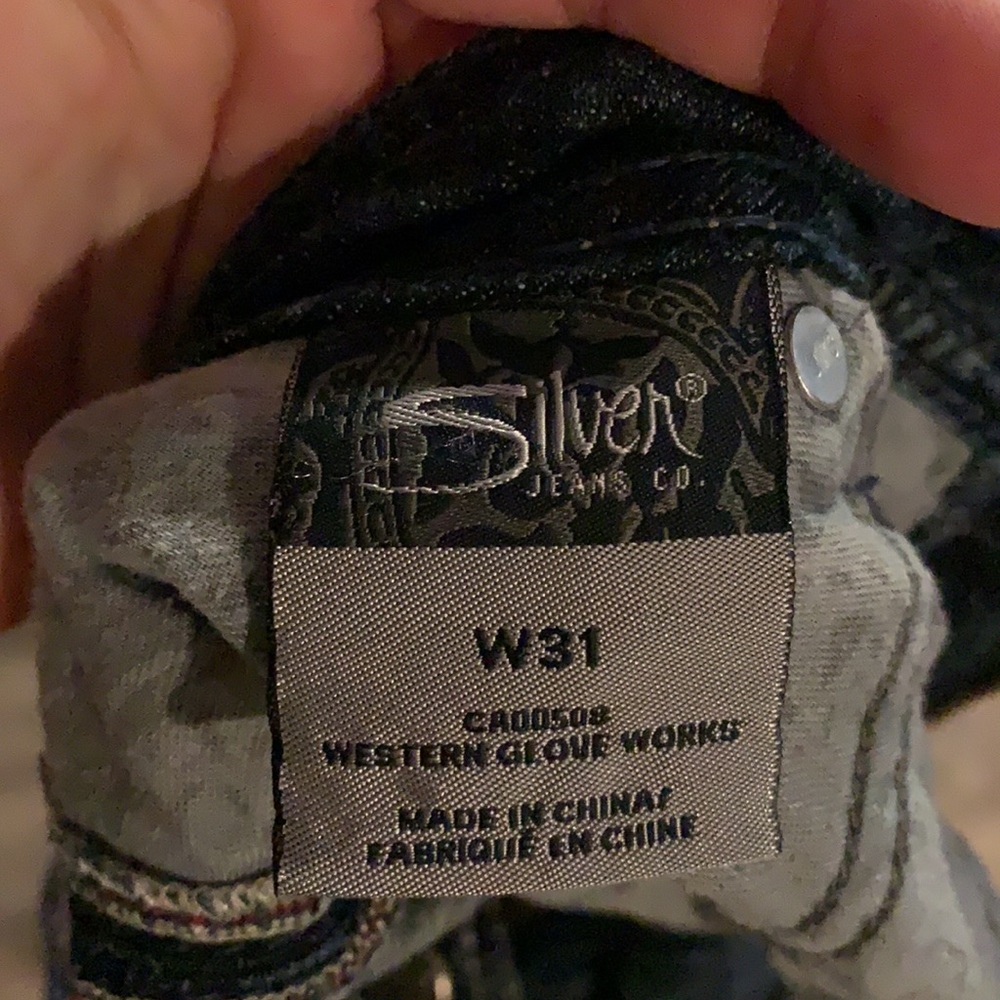 Silver®
JEANS CO.
W31
CA00508
WESTERN GLOVE WORKS
MADE IN CHINA/
FABRIQUÉ EN CHINE